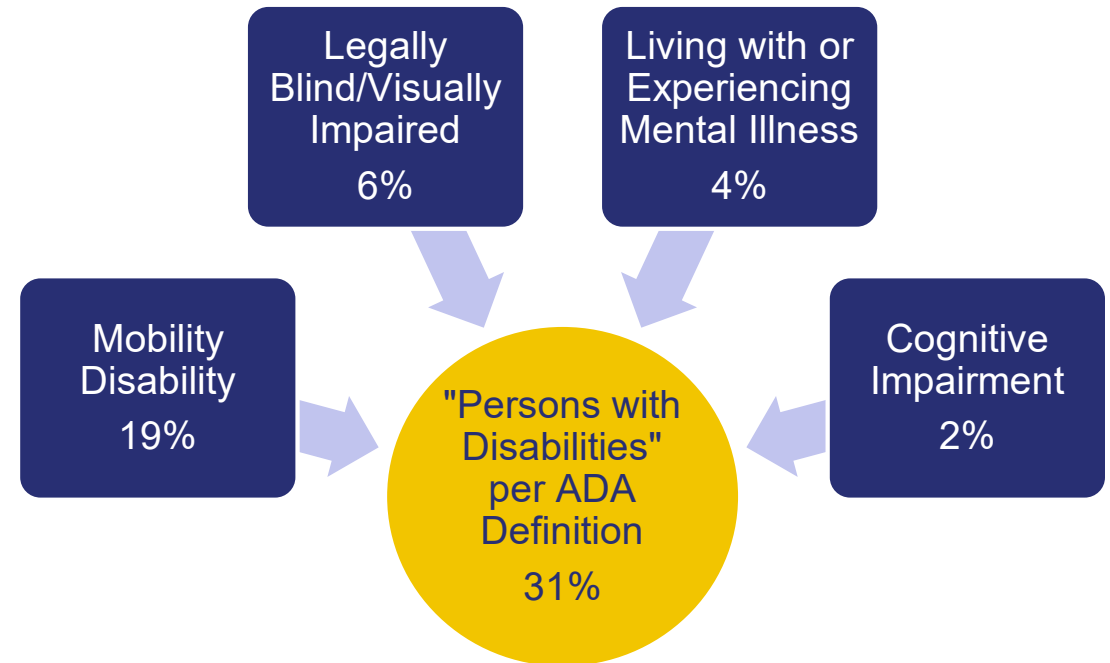 Legally
Blind/Visually
Impaired
6%
Living with or
Experiencing
Mental Illness
4%
Mobility
Disability
19%
"Persons with
Disabilities"
per ADA
Definition
31%
Cognitive
Impairment
2%